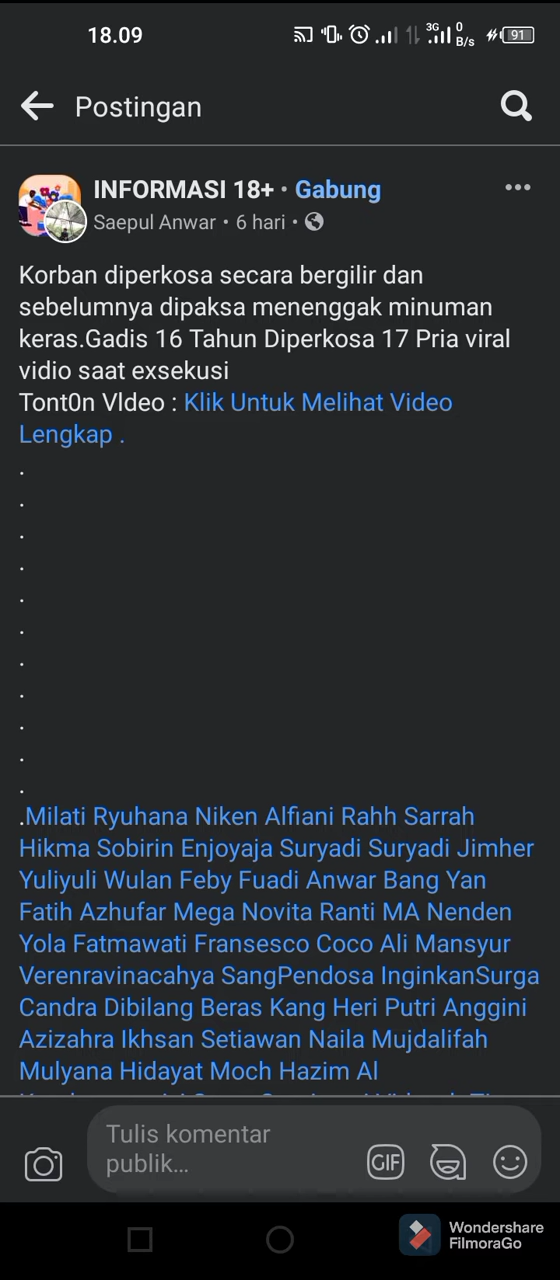 18.09
3G
0
B/s
91
Postingan
INFORMASI 18+ • Gabung
Saepul Anwar • 6 hari •
Korban diperkosa secara bergilir dan
sebelumnya dipaksa menenggak minuman
keras.Gadis 16 Tahun Diperkosa 17 Pria viral
vidio saat exsekusi
Tont0n Vldeo : Klik Untuk Melihat Video
Lengkap .
.
.
.
.
.
.
.
.
.
.
.
.Milati Ryuhana Niken Alfiani Rahh Sarrah
Hikma Sobirin Enjoyaja Suryadi Suryadi Jimher
Yuliyuli Wulan Feby Fuadi Anwar Bang Yan
Fatih Azhufar Mega Novita Ranti MA Nenden
Yola Fatmawati Fransesco Coco Ali Mansyur
Verenravinacahya SangPendosa InginkanSurga
Candra Dibilang Beras Kang Heri Putri Anggini
Azizahra Ikhsan Setiawan Naila Mujdalifah
Mulyana Hidayat Moch Hazim Al
Tulis komentar
publik...
GIF
Wondershare
FilmoraGo